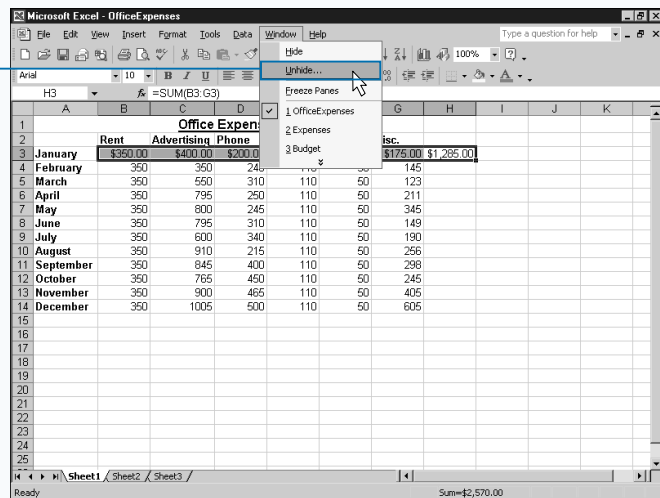 Microsoft Excel - OfficeExpenses
File Edit View Insert Format Tools Data Window Help
Type a question for help
100%
Arial 10 B I U
H3 fx =SUM(B3:G3)
Hide
Unhide...
Freeze Panes
1 OfficeExpenses
2 Expenses
3 Budget
A B C D G H I J K
1 Office Expens
2 Rent Advertising Phone isc.
3 January $350.00 $400.00 $200.0 $175.00 $1,285.00
4 February 350 350 245 110 50 145
5 March 350 550 310 110 50 123
6 April 350 795 250 110 50 211
7 May 350 800 245 110 50 345
8 June 350 795 310 110 50 149
9 July 350 600 340 110 50 190
10 August 350 910 215 110 50 256
11 September 350 845 400 110 50 298
12 October 350 765 450 110 50 245
13 November 350 900 465 110 50 405
14 December 350 1005 500 110 50 605
15
16
17
18
19
20
21
22
23
24
25
Sheet1 Sheet2 Sheet3
Ready Sum=$2,570.00